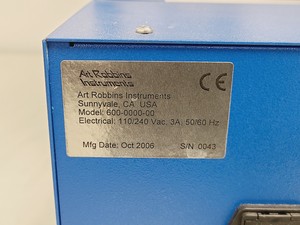 Art Robbins
Instruments
CE
Art Robbins Instruments
Sunnyvale, CA. USA
Model: 600-0000-00
Electrical: 110/240 Vac, 3A, 50/60 Hz
Mfg Date: Oct 2006 S/N 0043